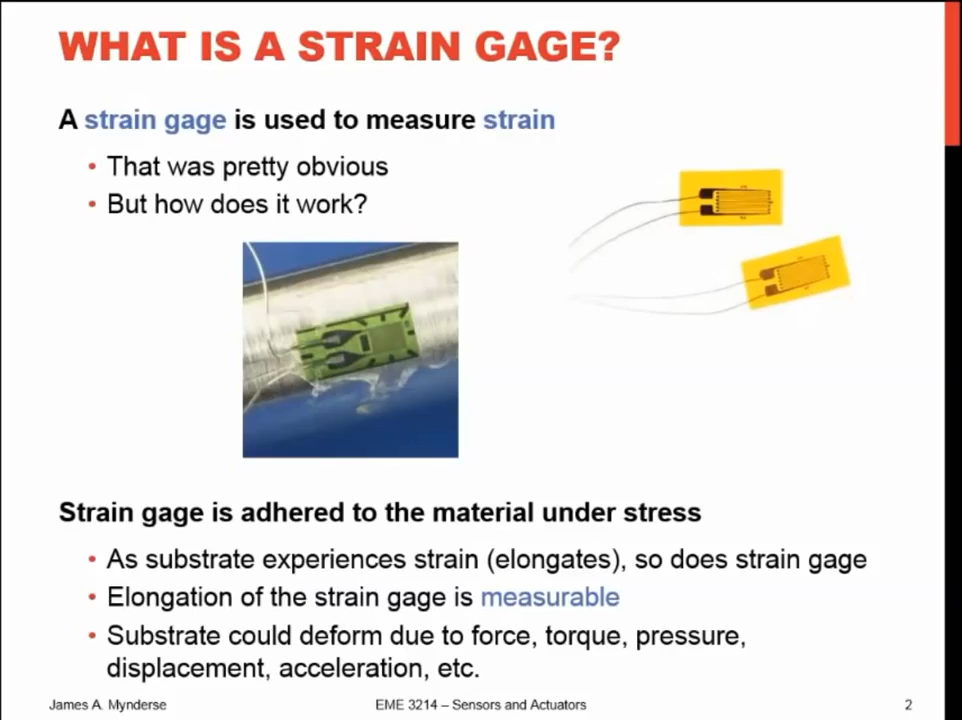 WHAT IS A STRAIN GAGE?
A strain gage is used to measure strain
• That was pretty obvious
• But how does it work?
Strain gage is adhered to the material under stress
• As substrate experiences strain (elongates), so does strain gage
• Elongation of the strain gage is measurable
• Substrate could deform due to force, torque, pressure,
displacement, acceleration, etc.
James A. Mynderse
EME 3214 – Sensors and Actuators
2